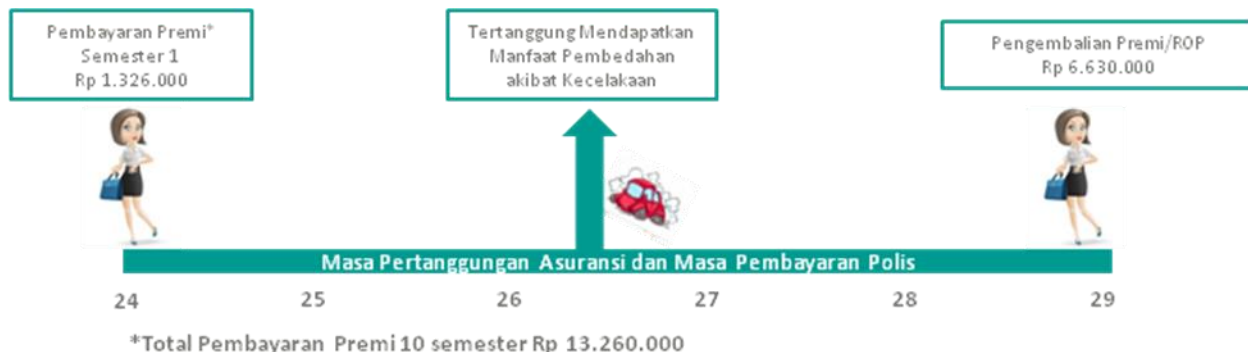 Pembayaran Premi*
Semester 1
Rp 1.326.000
Tertanggung Mendapatkan
Manfaat Pembedahan
akibat Kecelakaan
Pengembalian Premi/ROP
Rp 6.630.000
Masa Pertanggungan Asuransi dan Masa Pembayaran Polis
24 25 26 27 28 29
*Total Pembayaran Premi 10 semester Rp 13.260.000